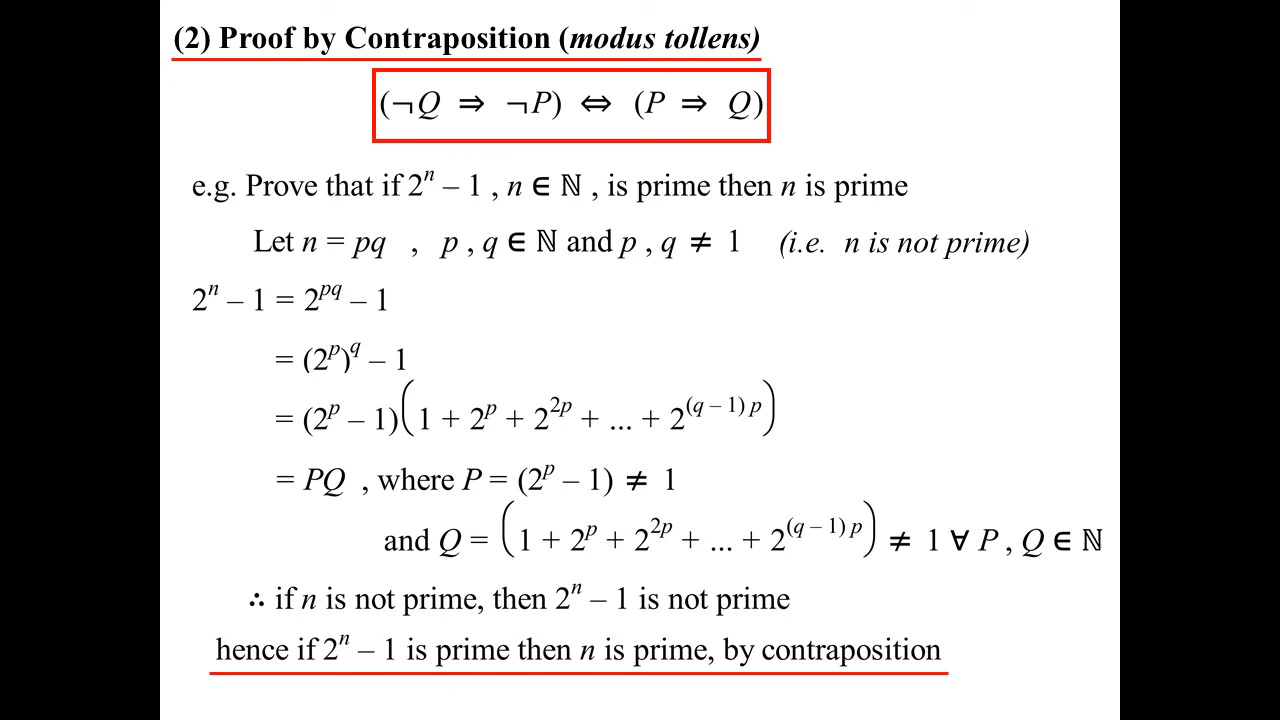 (2) Proof by Contraposition (modus tollens)
(¬Q ⇒ ¬P) ⇔ (P ⇒ Q)
e.g. Prove that if 2ⁿ – 1 , n ∈ ℕ , is prime then n is prime
Let n = pq , p , q ∈ ℕ and p , q ≠ 1 (i.e. n is not prime)
2^n – 1 = 2^{pq} – 1
= (2^p)^q – 1
= (2^p – 1)(1 + 2^p + 2^{2p} + ... + 2^{(q – 1) p})
= PQ , where P = (2^p – 1) ≠ 1
and Q = (1 + 2^p + 2^{2p} + ... + 2^{(q – 1) p}) ≠ 1 ∀ P , Q ∈ ℕ
∴ if n is not prime, then 2^n – 1 is not prime
hence if 2^n – 1 is prime then n is prime, by contraposition